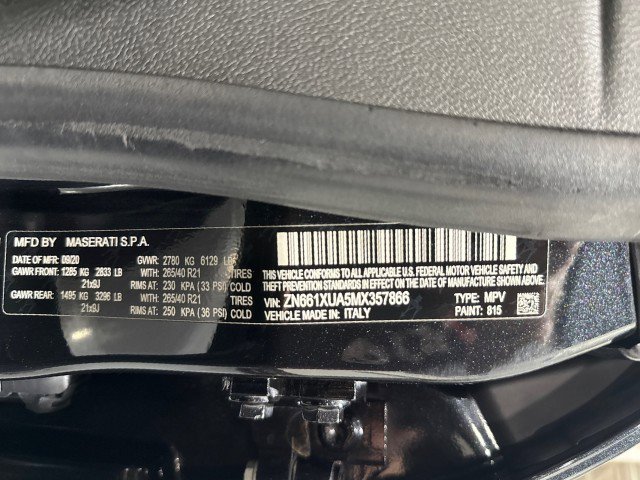 MFD BY MASERATI S.P.A.
DATE OF MFR: 09/20 GVWR: 2780 KG 6129 LB
GAWR FRONT: 1285 KG 2833 LB WITH: 265/40 R21 TIRES
21x9J RIMS AT: 230 KPA (33 PSI) COLD
GAWR REAR: 1495 KG 3296 LB WITH: 265/40 R21 TIRES
21x9J RIMS AT: 250 KPA (36 PSI) COLD
THIS VEHICLE CONFORMS TO ALL APPLICABLE
FEDERAL MOTOR VEHICLE SAFETY
STANDARDS IN EFFECT ON THE
DATE OF MANUFACTURE SHOWN ABOVE
VIN: ZN661XUA5MX357866 TYPE: MPV
VEHICLE MADE IN: ITALY PAINT: 815